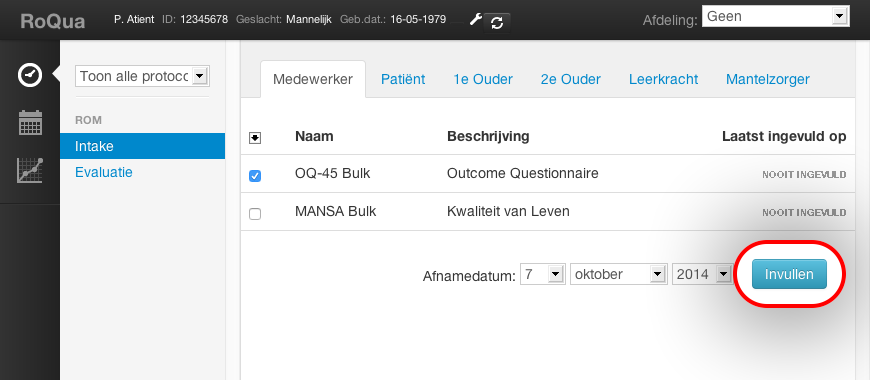 RoQua P. Atient ID: 12345678 Geslacht: Mannelijk Geb.dat.: 16-05-1979 Afdeling: Geen
Toon alle protocc
ROM
Intake
Evaluatie
Medewerker Patiënt 1e Ouder 2e Ouder Leerkracht Mantelzorger
Naam Beschrijving Laatst ingevuld op
OQ-45 Bulk Outcome Questionnaire NOOIT INGEVULD
MANSA Bulk Kwaliteit van Leven NOOIT INGEVULD
Afnamedatum: 7 oktober 2014 Invullen